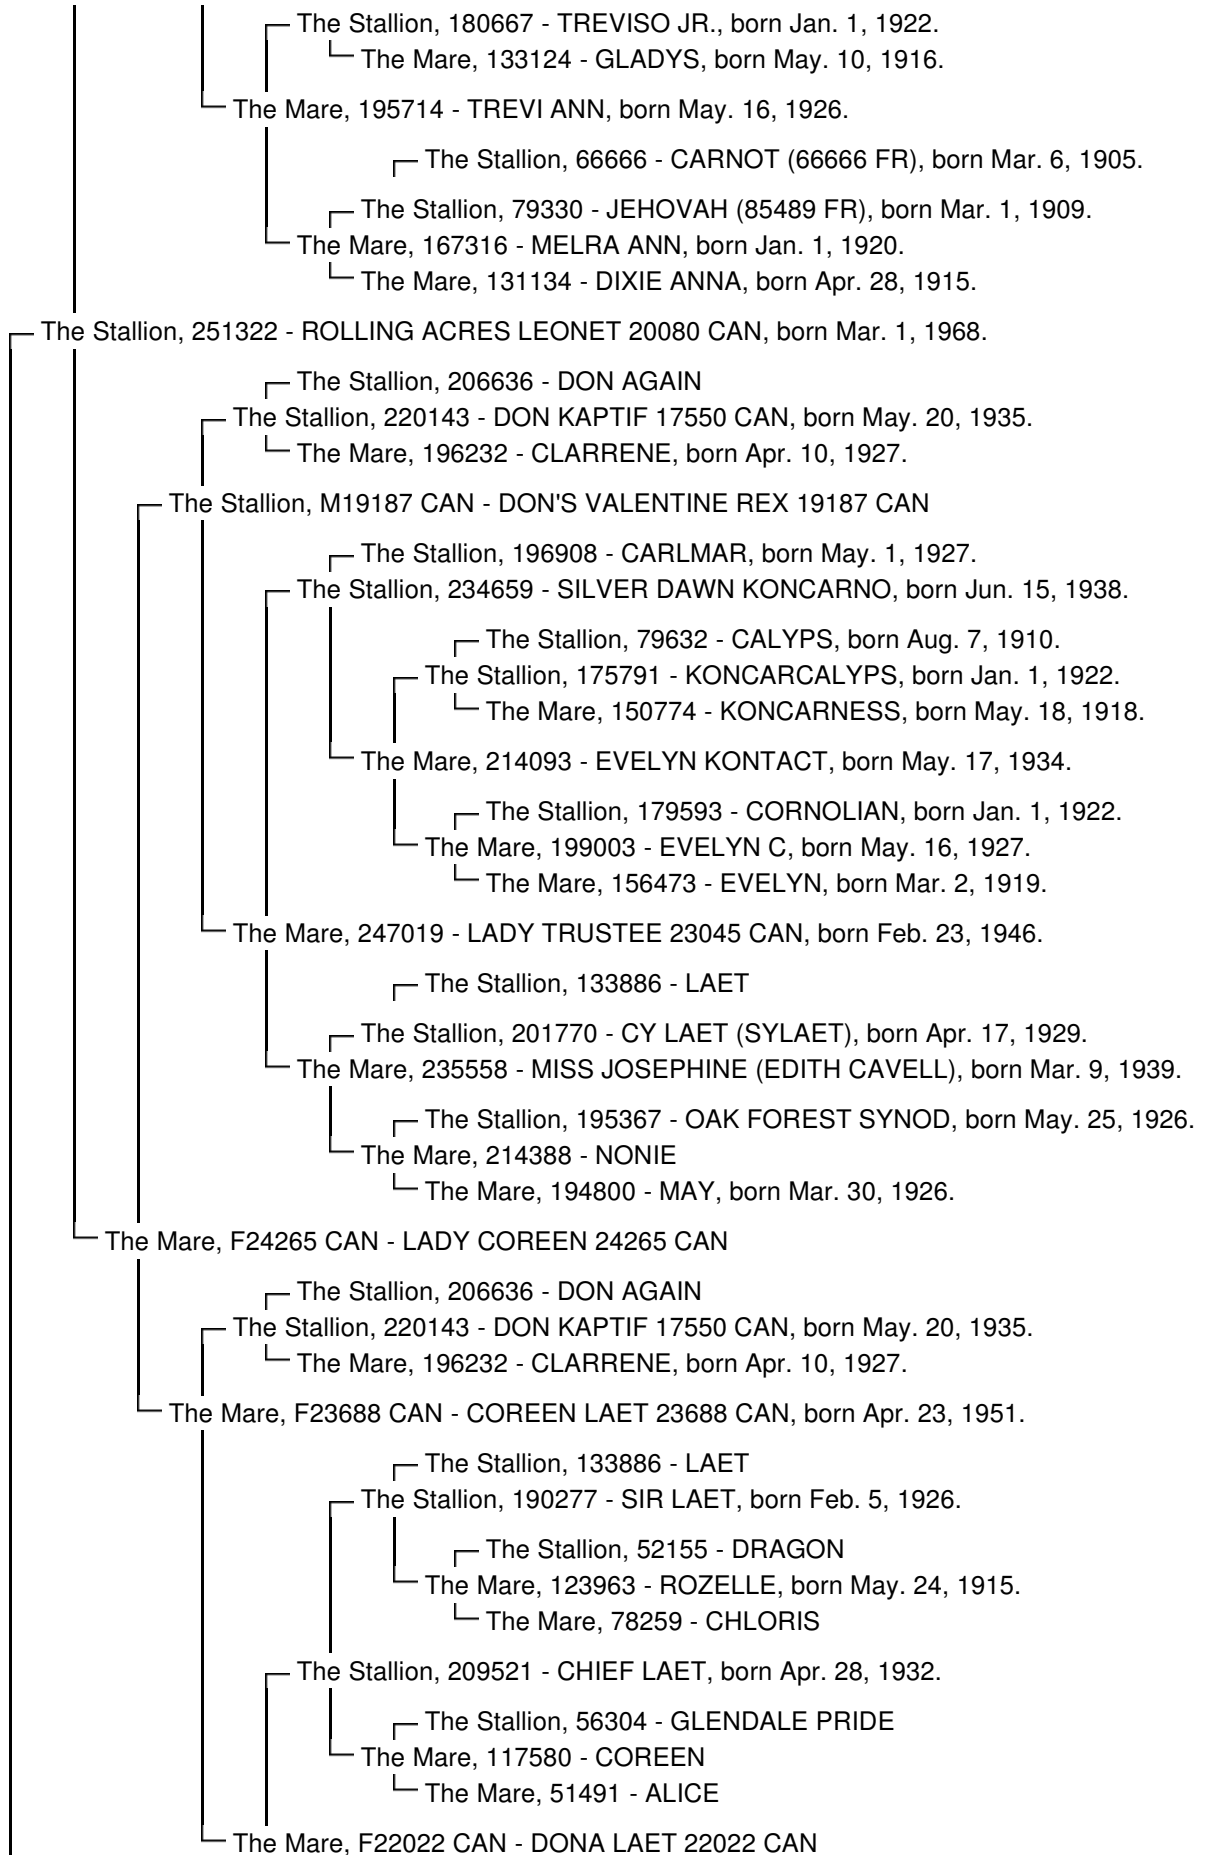 The Stallion, 180667 - TREVISO JR., born Jan. 1, 1922.
The Mare, 133124 - GLADYS, born May. 10, 1916.
The Mare, 195714 - TREVI ANN, born May. 16, 1926.
The Stallion, 66666 - CARNOT (66666 FR), born Mar. 6, 1905.
The Stallion, 79330 - JEHOVAH (85489 FR), born Mar. 1, 1909.
The Mare, 167316 - MELRA ANN, born Jan. 1, 1920.
The Mare, 131134 - DIXIE ANNA, born Apr. 28, 1915.
The Stallion, 251322 - ROLLING ACRES LEONET 20080 CAN, born Mar. 1, 1968.
The Stallion, 206636 - DON AGAIN
The Stallion, 220143 - DON KAPTIF 17550 CAN, born May. 20, 1935.
The Mare, 196232 - CLARRENE, born Apr. 10, 1927.
The Stallion, M19187 CAN - DON'S VALENTINE REX 19187 CAN
The Stallion, 196908 - CARLMAR, born May. 1, 1927.
The Stallion, 234659 - SILVER DAWN KONCARNO, born Jun. 15, 1938.
The Stallion, 79632 - CALYPS, born Aug. 7, 1910.
The Stallion, 175791 - KONCARCALYPS, born Jan. 1, 1922.
The Mare, 150774 - KONCARNESS, born May. 18, 1918.
The Mare, 214093 - EVELYN KONTACT, born May. 17, 1934.
The Stallion, 179593 - CORNOLIAN, born Jan. 1, 1922.
The Mare, 199003 - EVELYN C, born May. 16, 1927.
The Mare, 156473 - EVELYN, born Mar. 2, 1919.
The Mare, 247019 - LADY TRUSTEE 23045 CAN, born Feb. 23, 1946.
The Stallion, 133886 - LAET
The Stallion, 201770 - CY LAET (SYLAET), born Apr. 17, 1929.
The Mare, 235558 - MISS JOSEPHINE (EDITH CAVELL), born Mar. 9, 1939.
The Stallion, 195367 - OAK FOREST SYNOD, born May. 25, 1926.
The Mare, 214388 - NONIE
The Mare, 194800 - MAY, born Mar. 30, 1926.
The Mare, F24265 CAN - LADY COREEN 24265 CAN
The Stallion, 206636 - DON AGAIN
The Stallion, 220143 - DON KAPTIF 17550 CAN, born May. 20, 1935.
The Mare, 196232 - CLARRENE, born Apr. 10, 1927.
The Mare, F23688 CAN - COREEN LAET 23688 CAN, born Apr. 23, 1951.
The Stallion, 133886 - LAET
The Stallion, 190277 - SIR LAET, born Feb. 5, 1926.
The Stallion, 52155 - DRAGON
The Mare, 123963 - ROZELLE, born May. 24, 1915.
The Mare, 78259 - CHLORIS
The Stallion, 209521 - CHIEF LAET, born Apr. 28, 1932.
The Stallion, 56304 - GLENDALE PRIDE
The Mare, 117580 - COREEN
The Mare, 51491 - ALICE
The Mare, F22022 CAN - DONA LAET 22022 CAN